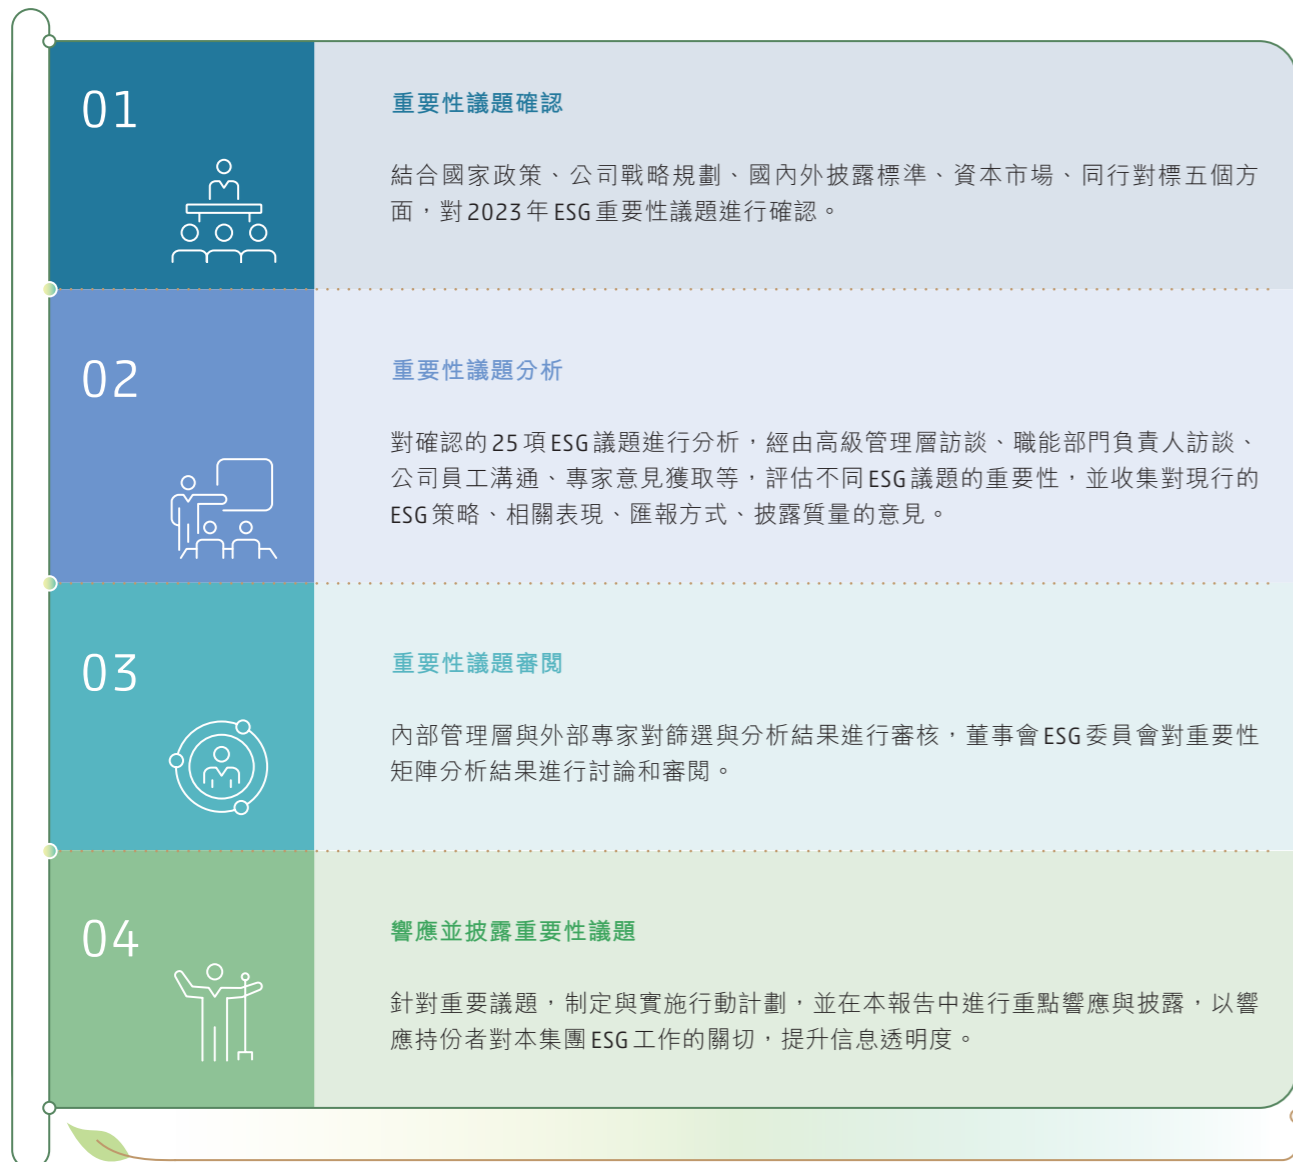 01
重要性議題確認
結合國家政策、公司戰略規劃、國內外披露標準、資本市場、同行對標五個方
面，對2023年ESG重要性議題進行確認。
02
重要性議題分析
對確認的25項ESG議題進行分析，經由高級管理層訪談、職能部門負責人訪談、
公司員工溝通、專家意見獲取等，評估不同ESG議題的重要性，並收集對現行的
ESG策略、相關表現、匯報方式、披露質量的意見。
03
重要性議題審閱
內部管理層與外部專家對篩選與分析結果進行審核，董事會ESG委員會對重要性
矩陣分析結果進行討論和審閱。
04
響應並披露重要性議題
針對重要議題，制定與實施行動計劃，並在本報告中進行重點響應與披露，以響
應持份者對本集團ESG工作的關切，提升信息透明度。